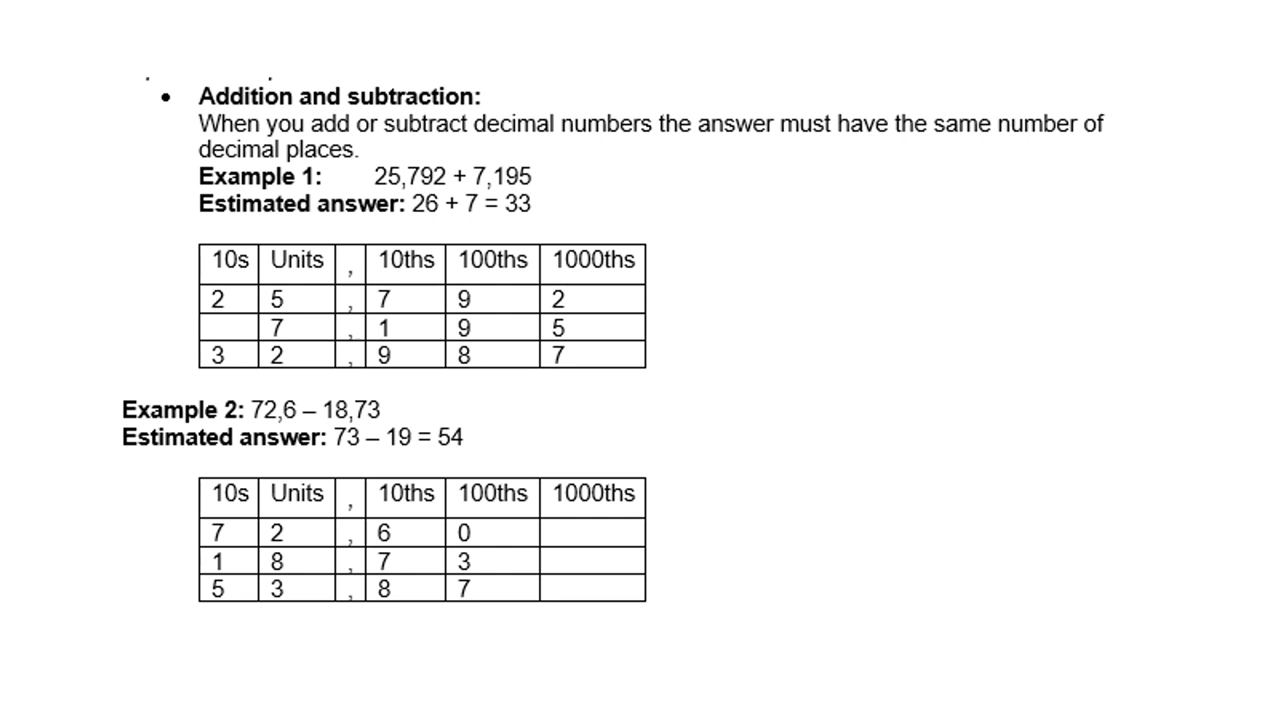 • Addition and subtraction:
When you add or subtract decimal numbers the answer must have the same number of
decimal places.
Example 1: 25,792 + 7,195
Estimated answer: 26 + 7 = 33
10s Units , 10ths 100ths 1000ths
2 5 , 7 9 2
7 , 1 9 5
3 2 , 9 8 7
Example 2: 72,6 – 18,73
Estimated answer: 73 – 19 = 54
10s Units , 10ths 100ths 1000ths
7 2 , 6 0
1 8 , 7 3
5 3 , 8 7